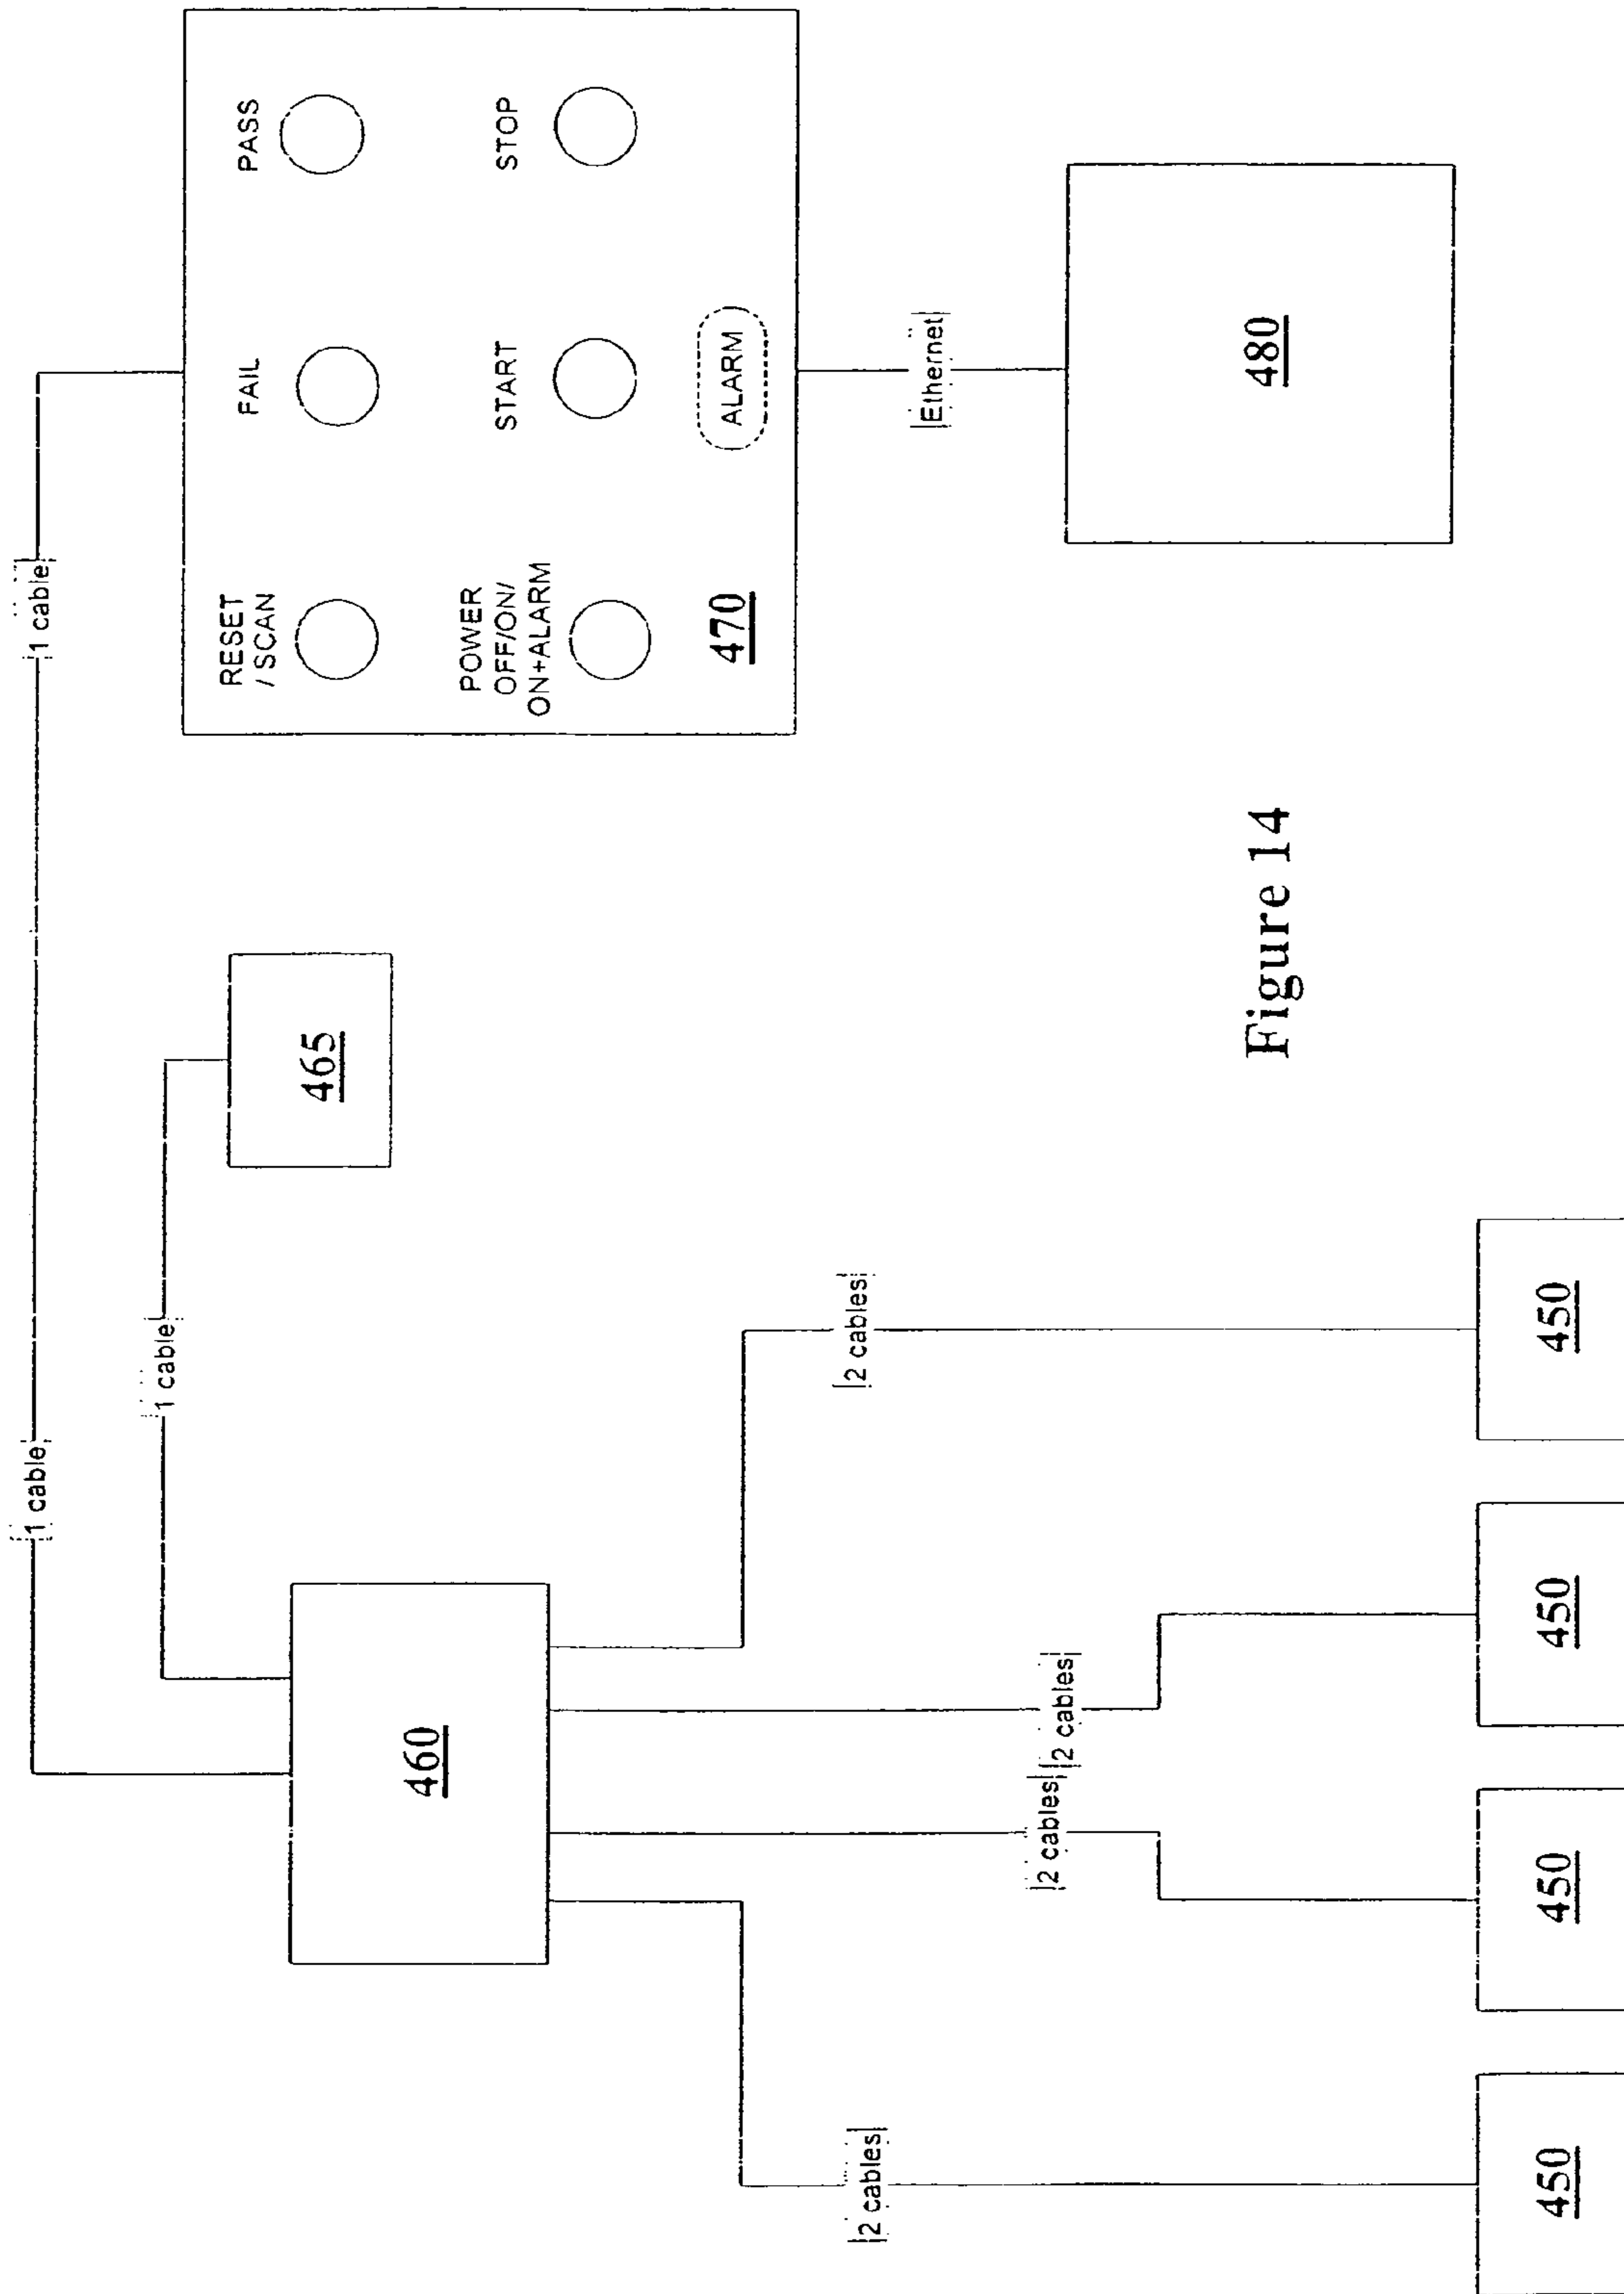 1 cable
1 cable
1 cable
RESET
/ SCAN
FAIL
PASS
POWER
OFF/ON/
ON+ALARM
START
STOP
470
ALARM
465
460
2 cables
2 cables
2 cables
2 cables
Ethernet
480
450
450
450
450
Figure 14